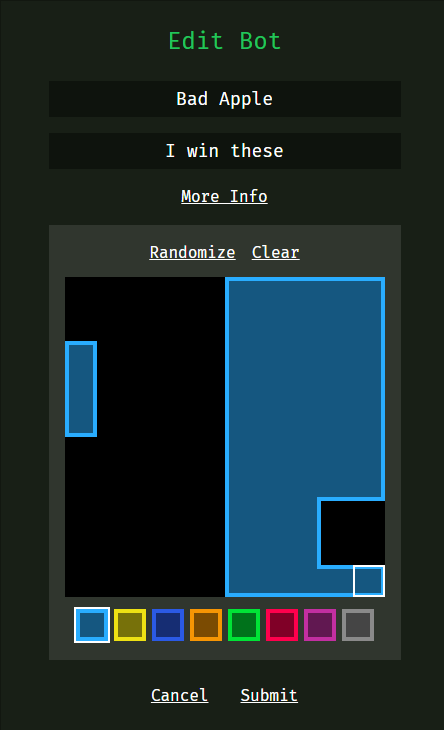 Edit Bot
Bad Apple
I win these
More Info
Randomize Clear
Cancel Submit